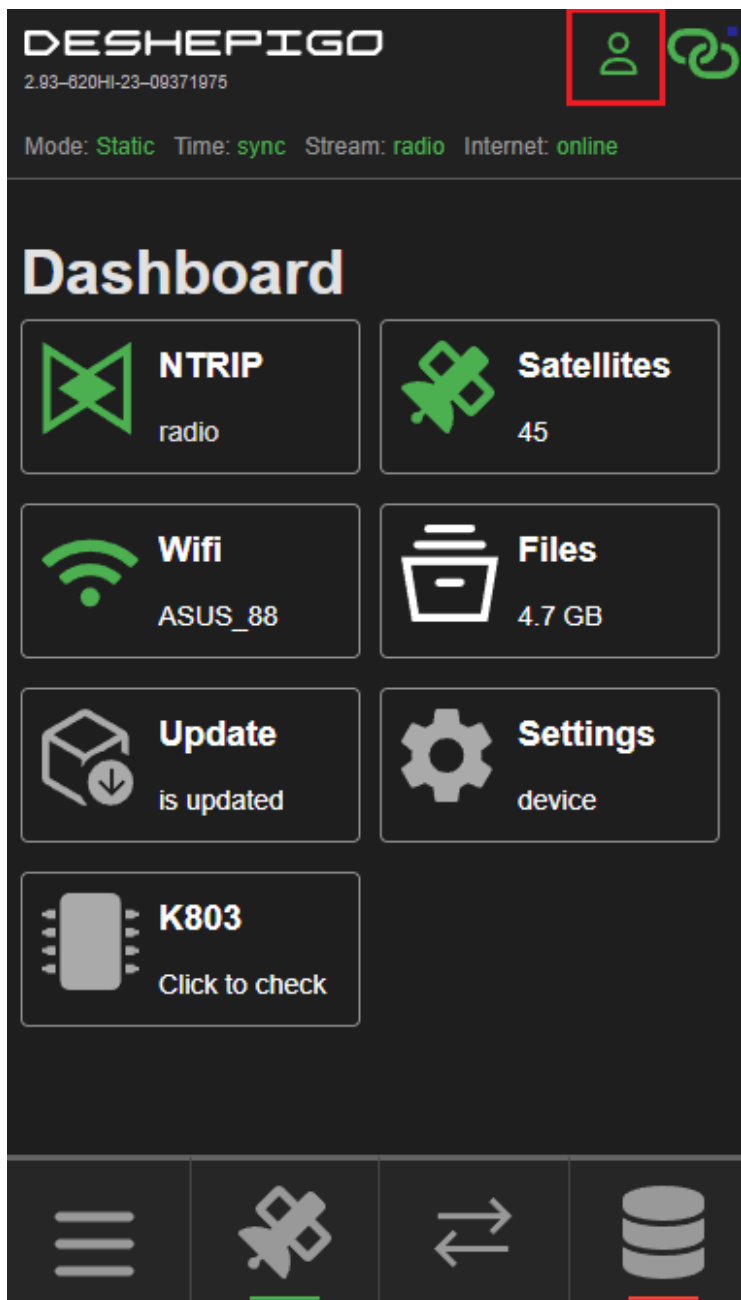 DESHEPIGO
2.93–620HI-23–09371975
Mode: Static Time: sync Stream: radio Internet: online
Dashboard
NTRIP
radio
Satellites
45
Wifi
ASUS_88
Files
4.7 GB
Update
is updated
Settings
device
K803
Click to check